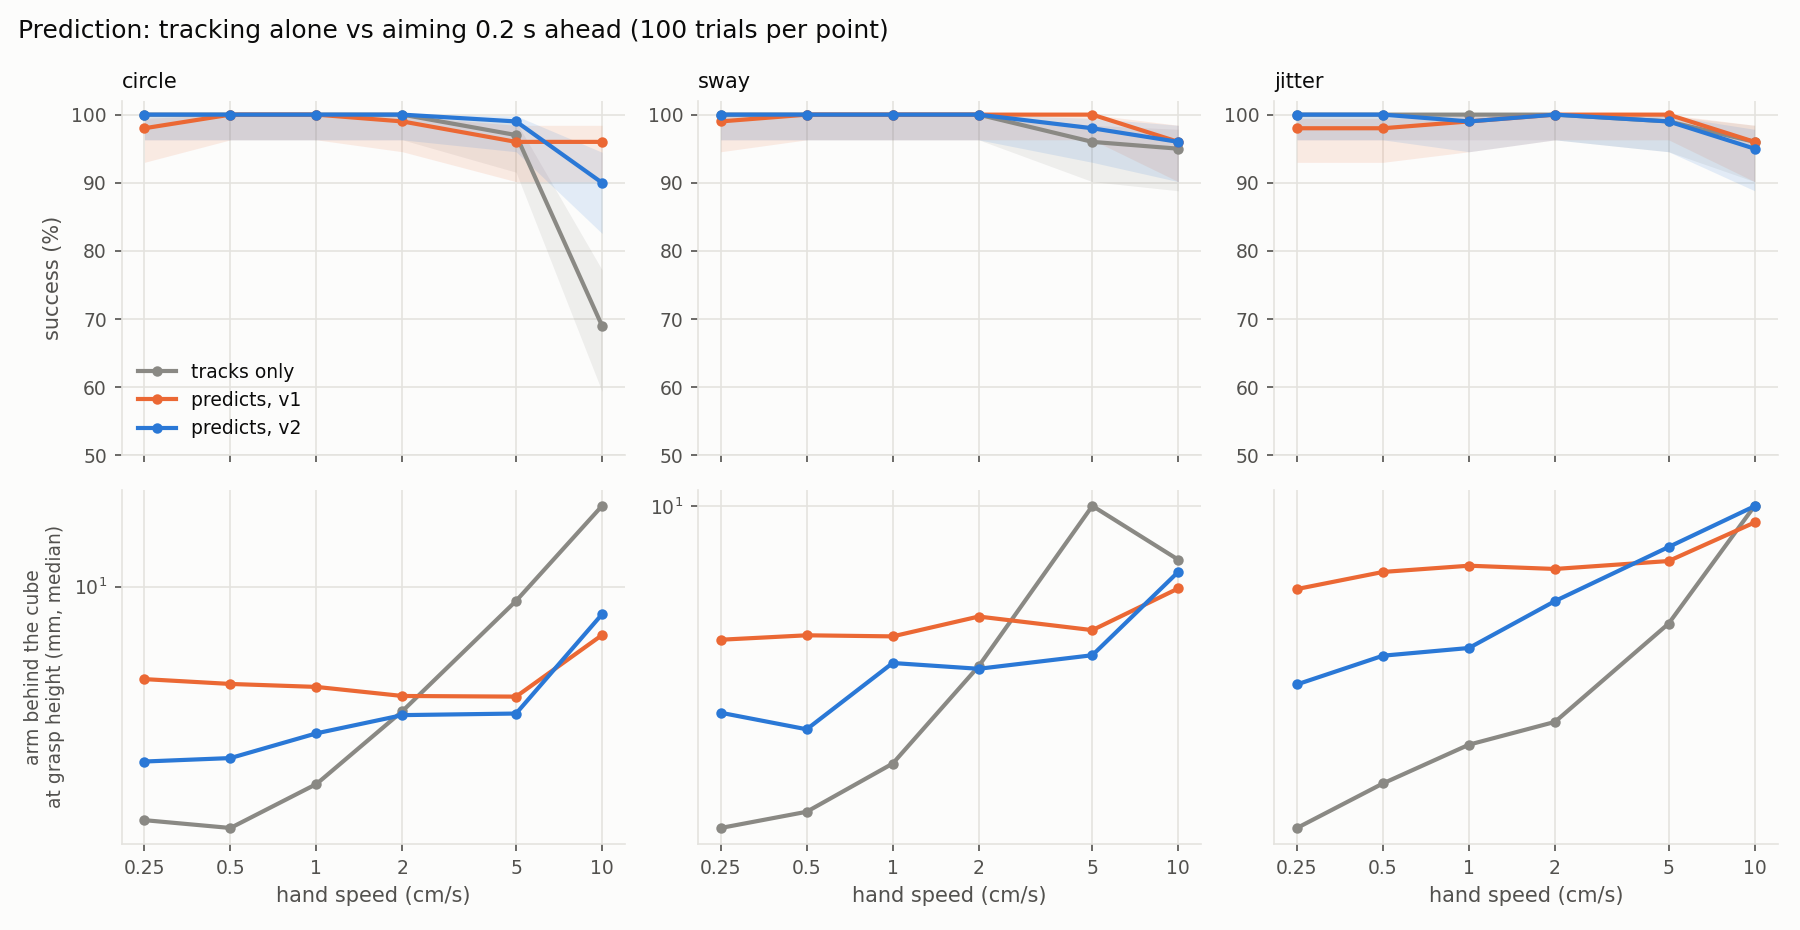 Prediction: tracking alone vs aiming 0.2 s ahead (100 trials per point)
circle
sway
jitter
100
90
80
70
60
50
success (%)
tracks only
predicts, v1
predicts, v2
100
90
80
70
60
50
100
90
80
70
60
50
10¹
arm behind the cube
at grasp height (mm, median)
0.25 0.5 1 2 5 10
hand speed (cm/s)
10¹
0.25 0.5 1 2 5 10
hand speed (cm/s)
0.25 0.5 1 2 5 10
hand speed (cm/s)